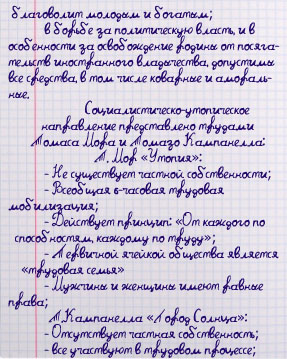 благоволит молодым и богатым;
в борьбе за политическую власть, и в
особенности за освобождение родины от посяга-
тельств иностранного владычества, допустимы
все средства, в том числе коварные и амораль-
ные.
Социалистическо-утопическое
направление представлено трудами
Томаса Мора и Томазо Кампанелла:
Т. Мор «Утопия»:
- Не существует частной собственности;
- Всеобщая 6-часовая трудовая
мобилизация;
- Действует принцип: «От каждого по
способностям, каждому по труду»;
- Первичной ячейкой общества является
«трудовая семья»
- Мужчины и женщины имеют равные
права;
Т.Кампанелла «Город Солнца»:
- Отсутствует частная собственность;
- все участвуют в трудовом процессе;